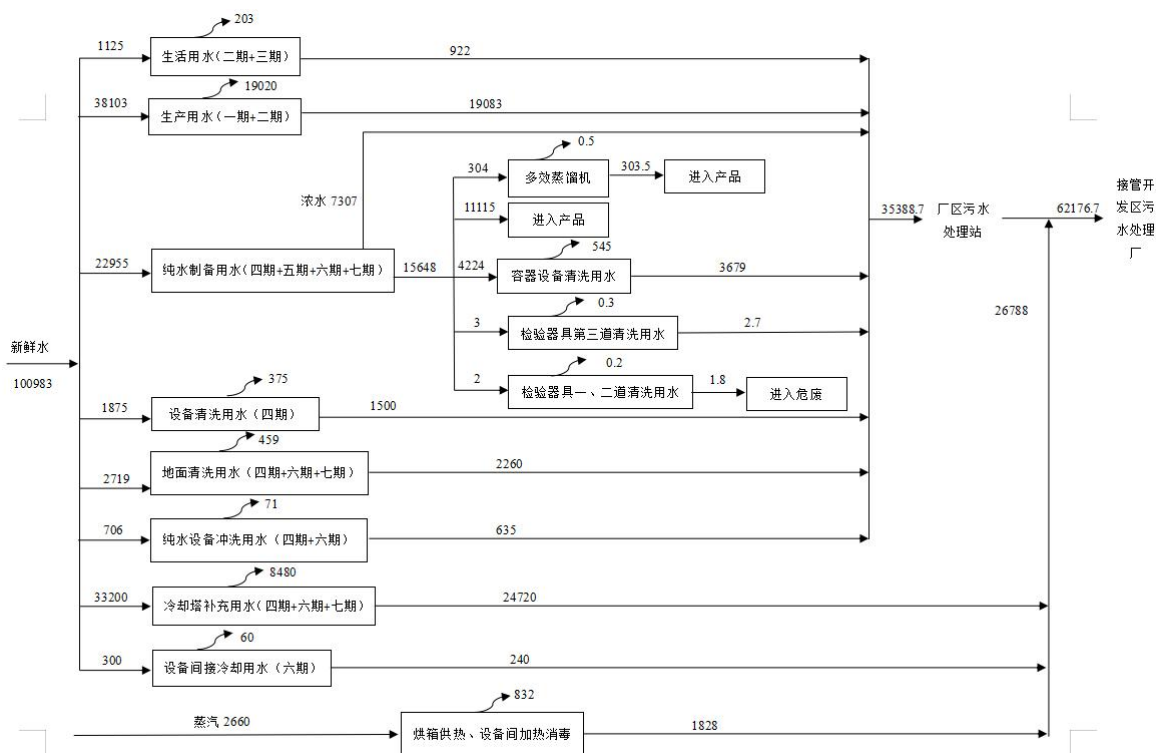 203
1125
生活用水（二期+三期）
922
19020
38103
生产用水（一期+二期）
19083
0.5
304
多效蒸馏机
303.5
进入产品
浓水 7307
11115
进入产品
35388.7
厂区污水
处理站
62176.7
接管开
发区污
水处理
厂
545
22955
纯水制备用水（四期+五期+六期+七期）
15648
4224
容器设备清洗用水
3679
0.3
26788
3
检验器具第三道清洗用水
2.7
新鲜水
100983
0.2
2
检验器具一、二道清洗用水
1.8
进入危废
375
1875
设备清洗用水（四期）
1500
459
2719
地面清洗用水（四期+六期+七期）
2260
71
706
纯水设备冲洗用水（四期+六期）
635
8480
33200
冷却塔补充用水（四期+六期+七期）
24720
60
300
设备间接冷却用水（六期）
240
832
蒸汽 2660
烘箱供热、设备间加热消毒
1828